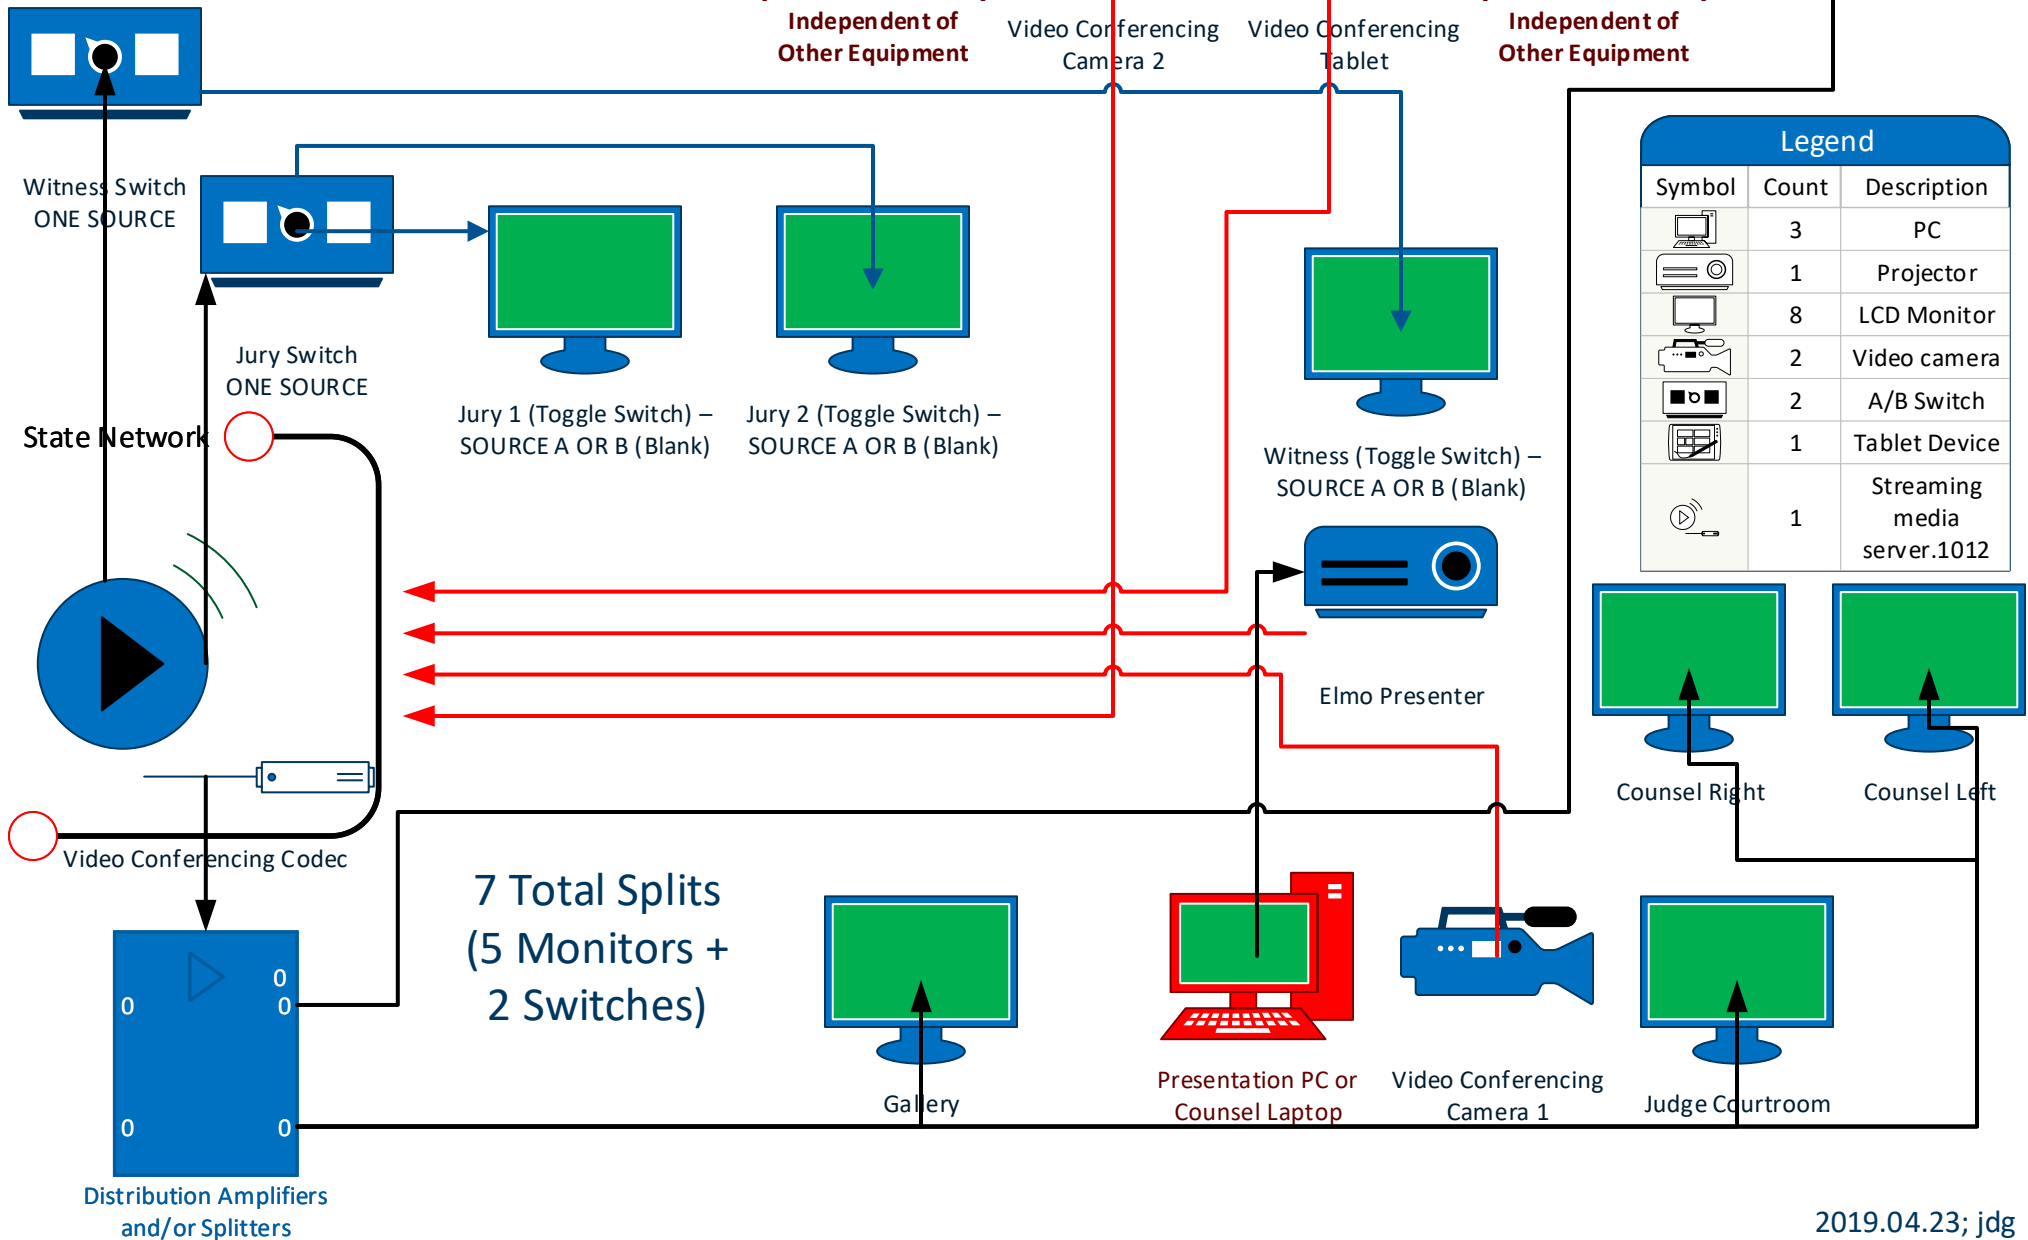 Independent of
Other Equipment
Video Conferencing
Camera 2
Video Conferencing
Tablet
Independent of
Other Equipment
Witness Switch
ONE SOURCE
Jury Switch
ONE SOURCE
State Network
Jury 1 (Toggle Switch) –
SOURCE A OR B (Blank)
Jury 2 (Toggle Switch) –
SOURCE A OR B (Blank)
Witness (Toggle Switch) –
SOURCE A OR B (Blank)
Legend
Symbol Count Description
3 PC
1 Projector
8 LCD Monitor
2 Video camera
2 A/B Switch
1 Tablet Device
1 Streaming
media
server.1012
Elmo Presenter
Counsel Right
Counsel Left
Video Conferencing Codec
7 Total Splits
(5 Monitors +
2 Switches)
0
0 0
0 0
Gallery
Presentation PC or
Counsel Laptop
Video Conferencing
Camera 1
Judge Courtroom
Distribution Amplifiers
and/or Splitters
2019.04.23; jdg